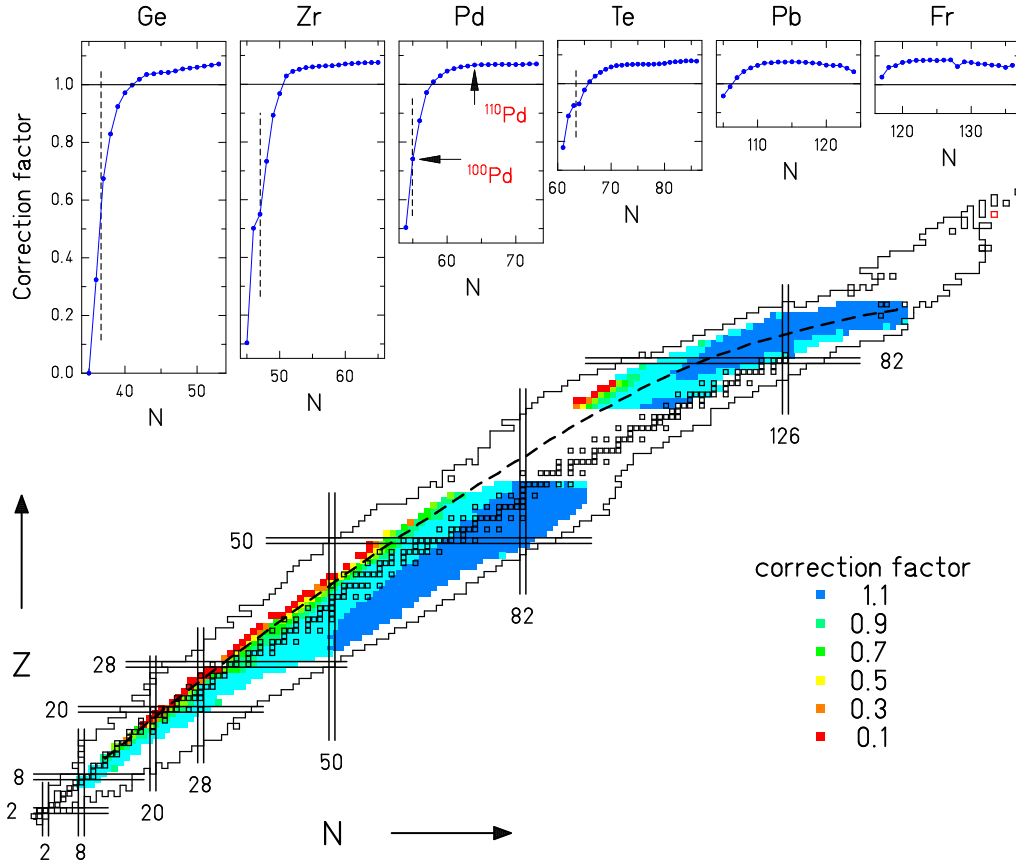 Ge Zr Pd Te Pb Fr
Correction factor
1.0
0.8
0.6
0.4
0.2
0.0
110Pd
100Pd
40 50
N
50 60
N
60 70
N
60 70 80
N
110 120
N
120 130
N
82
126
50
82
28
20
50
28
8
20
2
2 8
Z
N
correction factor
1.1
0.9
0.7
0.5
0.3
0.1